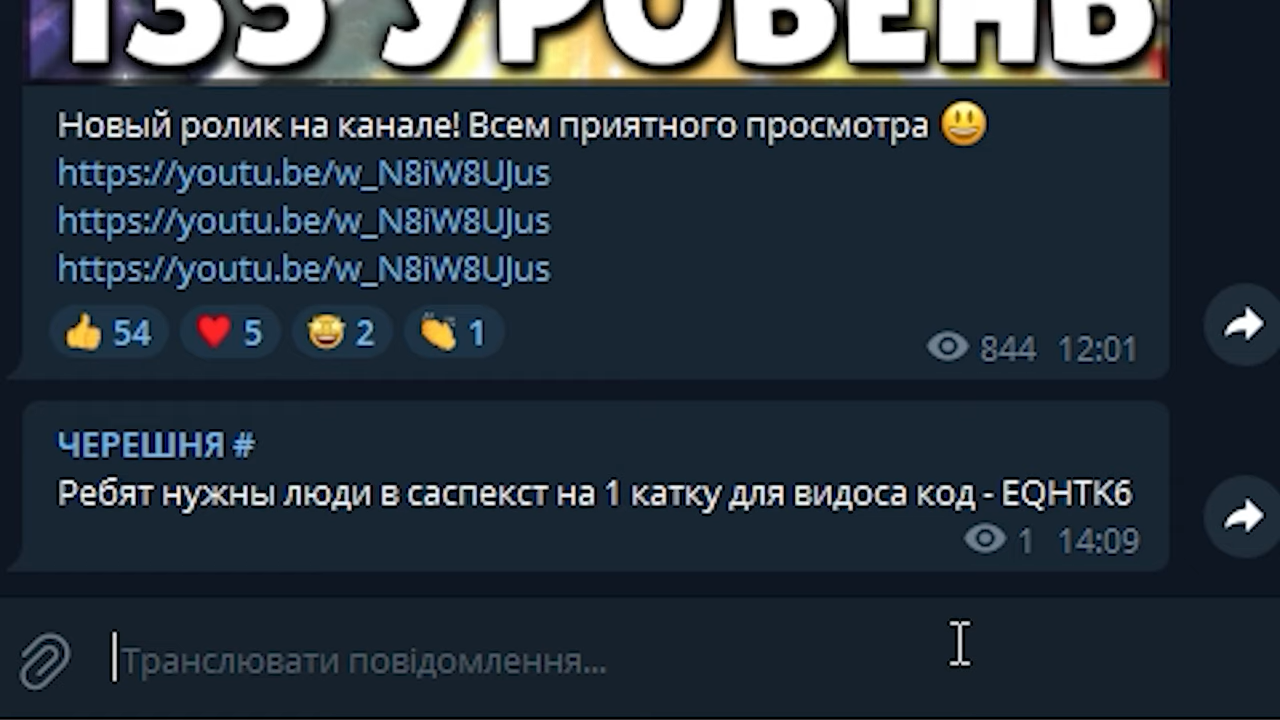 УРОВЕНЬ
Новый ролик на канале! Всем приятного просмотра 😃
https://youtu.be/w_N8iW8UJus
https://youtu.be/w_N8iW8UJus
https://youtu.be/w_N8iW8UJus
54 5 2 1
844 12:01
ЧЕРЕШНЯ #
Ребят нужны люди в саспект на 1 катку для видоса код - EQHTK6
1 14:09
Транслювати повідомлення...